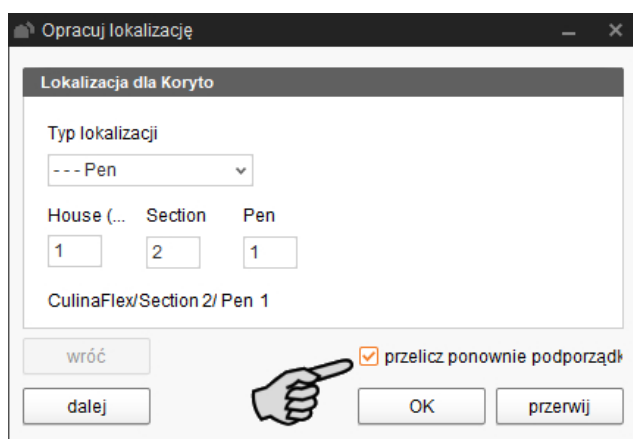 Opracuj lokalizację
Lokalizacja dla Koryto
Typ lokalizacji
--- Pen
House (... Section Pen
1 2 1
CulinaFlex/Section 2/ Pen 1
wróć przelicz ponownie podporządk
dalej OK przerwij